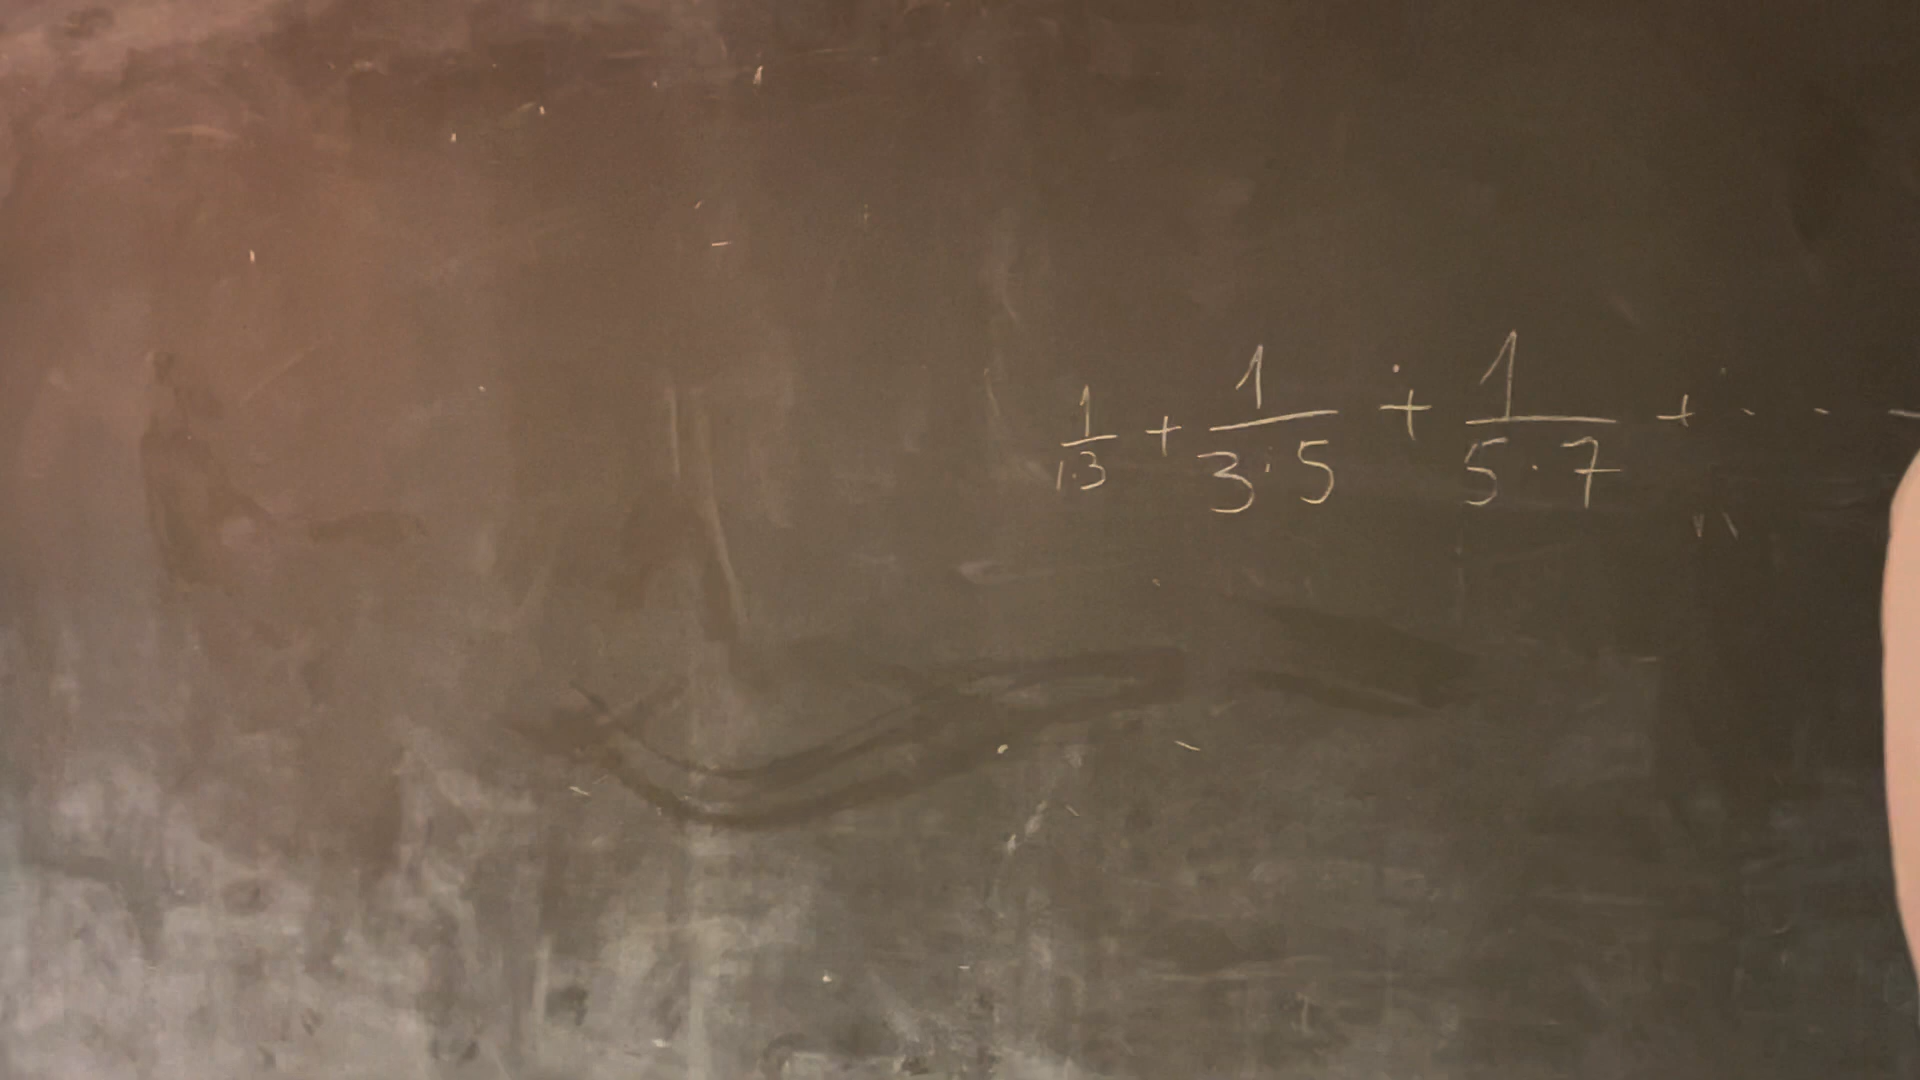 1/1·3 + 1/3·5 + 1/5·7 + · · ·